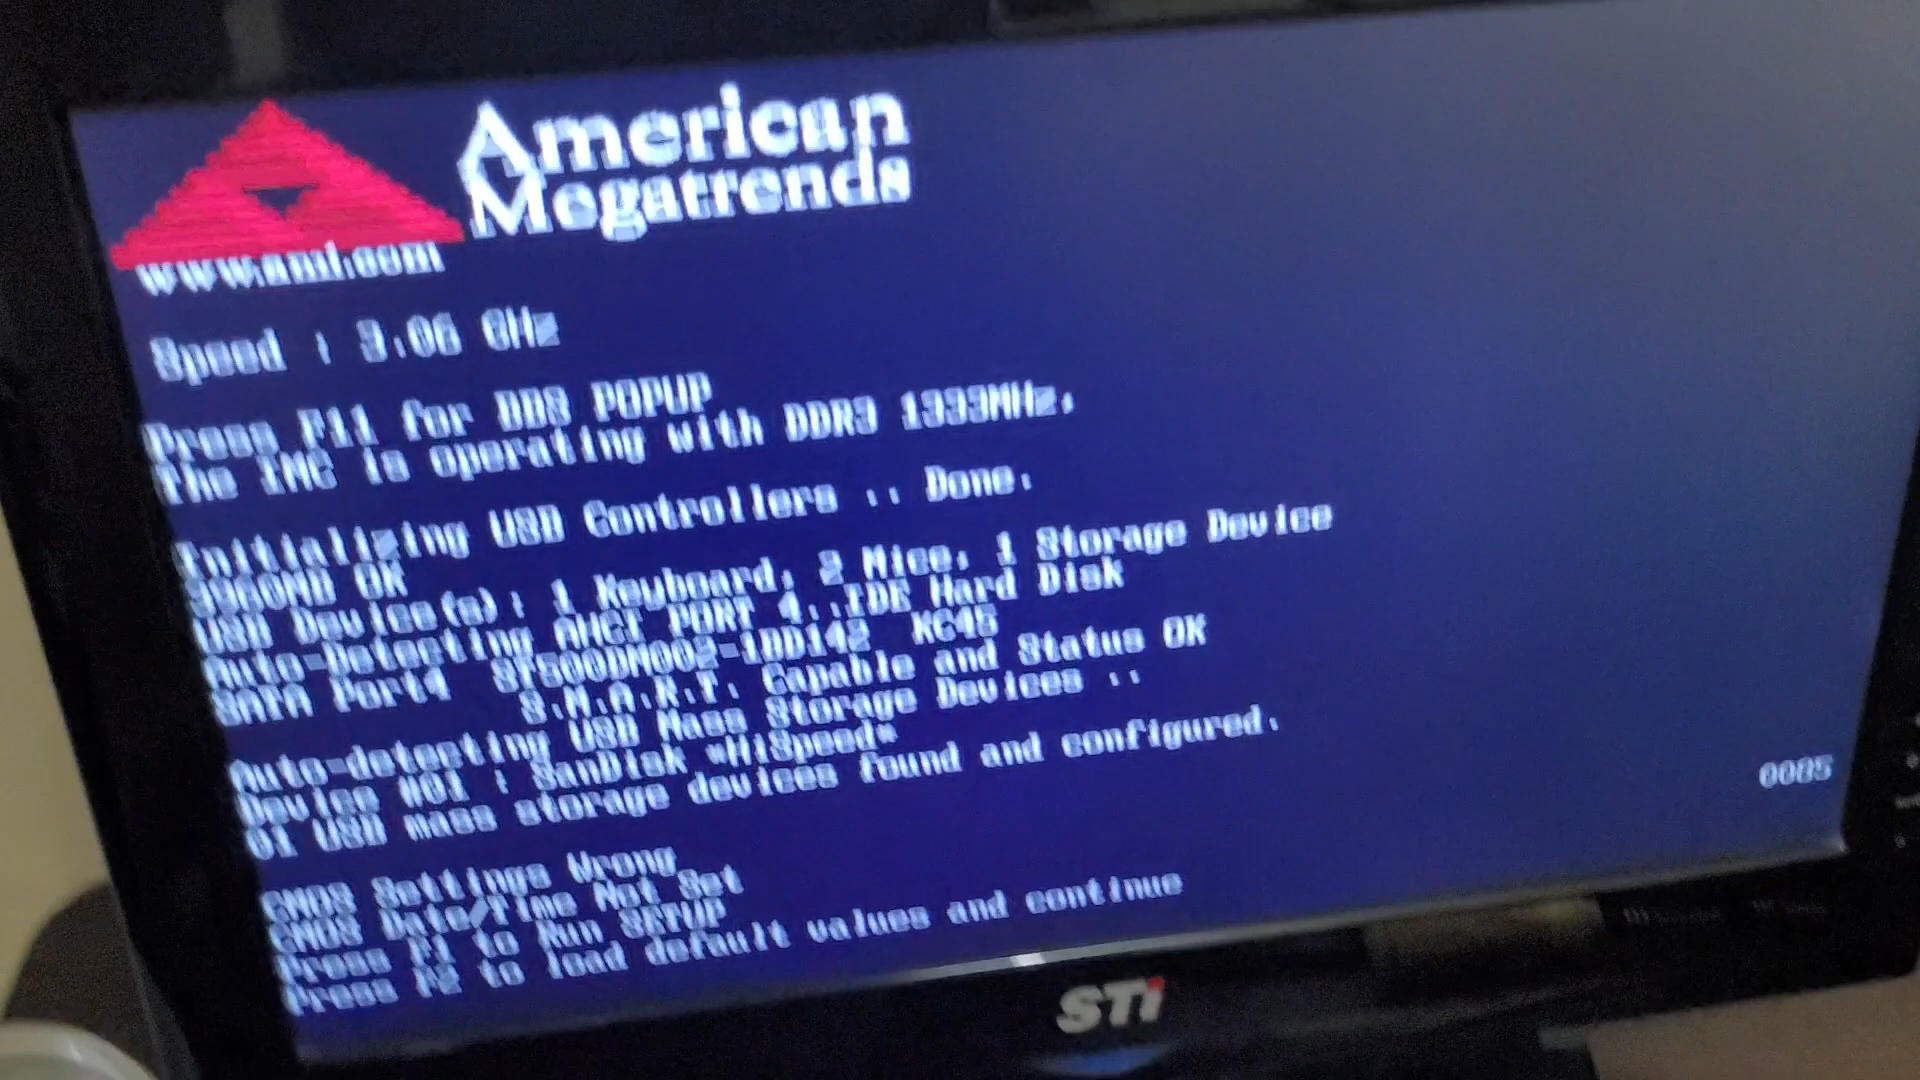 American
Megatrends
www.ami.com
Speed : 3.06 GHz
Press F11 for BBS POPUP
The IMC is operating with DDR3 1333MHz.
Initializing USB Controllers .. Done.
OK
USB Device(s): 1 Keyboard, 2 Mice, 1 Storage Device
Auto-Detecting AHCI PORT 4..IDE Hard Disk
SATA Port4 ST500DM002-1BD142 KC45
S.M.A.R.T. Capable and Status OK
Auto-detecting USB Mass Storage Devices ..
Device #01 : SanDisk *HiSpeed*
01 USB mass storage devices found and configured.
0085
CMOS Settings Wrong
CMOS Date/Time Not Set
Press F1 to Run SETUP
Press F2 to load default values and continue
STi